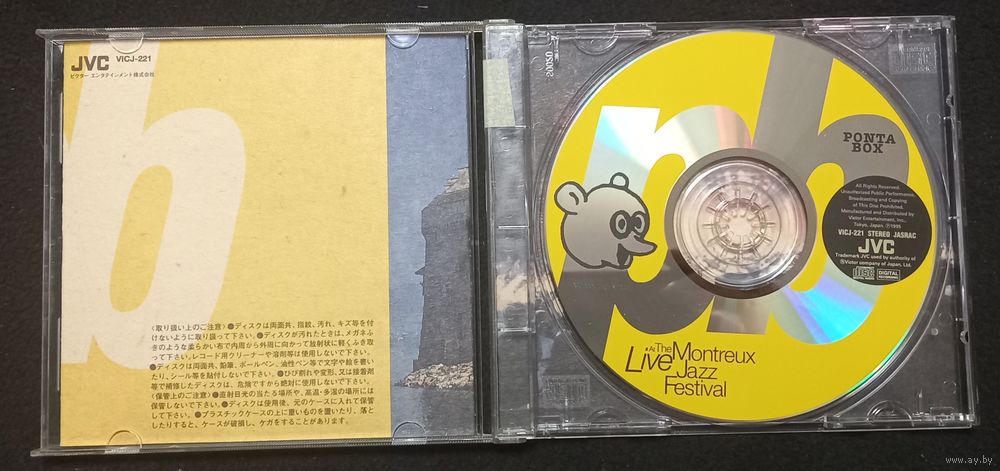 JVC VICJ-221
ビクター エンタテインメント株式会社
b
〈取り扱い上のご注意〉●ディスクは両面共、指紋、汚れ、キズ等を付
けないように取り扱って下さい。●ディスクが汚れたときは、メガネふ
きのような柔らかい布で内周から外周に向かって放射状に軽くふき取
って下さい。レコード用クリーナーや溶剤等は使用しないで下さい。
●ディスクは両面共、鉛筆、ボールペン、油性ペン等で文字や絵を書いた
り、シール等を貼付しないで下さい。●ひび割れや変形、又は接着剤
等で補修したディスクは、危険ですから絶対に使用しないで下さい。
〈保管上のご注意〉●直射日光の当たる場所や、高温・多湿の場所には
保管しないで下さい。●ディスクは使用後、元のケースに入れて保管
して下さい。●プラスチックケースの上に重いものを置いたり、落と
したりすると、ケースが破損し、ケガをすることがあります。
pb
PONTA
BOX
All Rights Reserved.
Unauthorized Public Performance,
Broadcasting and Copying
of This Disc Prohibited.
Manufactured and Distributed by
Victor Entertainment, Inc.,
Tokyo, Japan. Ⓟ1995
VICJ-221 STEREO JASRAC
JVC
Trademark JVC used by authority of
Victor company of Japan, Ltd.
COMPACT
disc
DIGITAL AUDIO
DIGITAL
RECORDING
Live At The Montreux
Jazz
Festival
www.ay.by